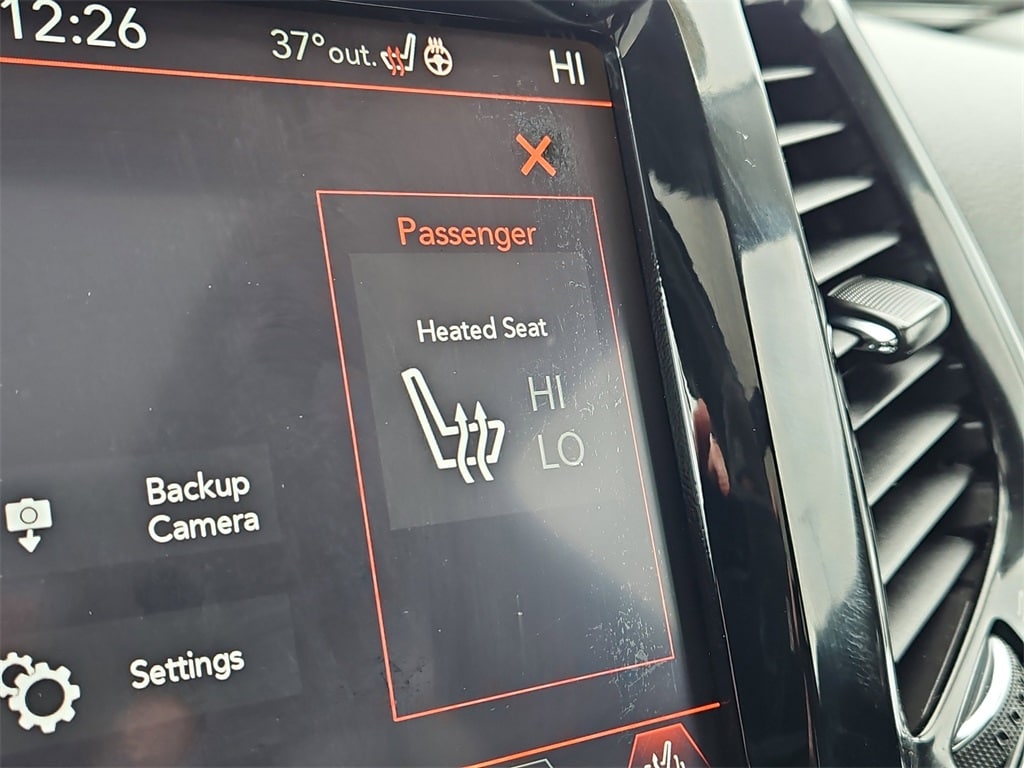 12:26
37° out.
HI
Passenger
Heated Seat
HI
LO
Backup
Camera
Settings